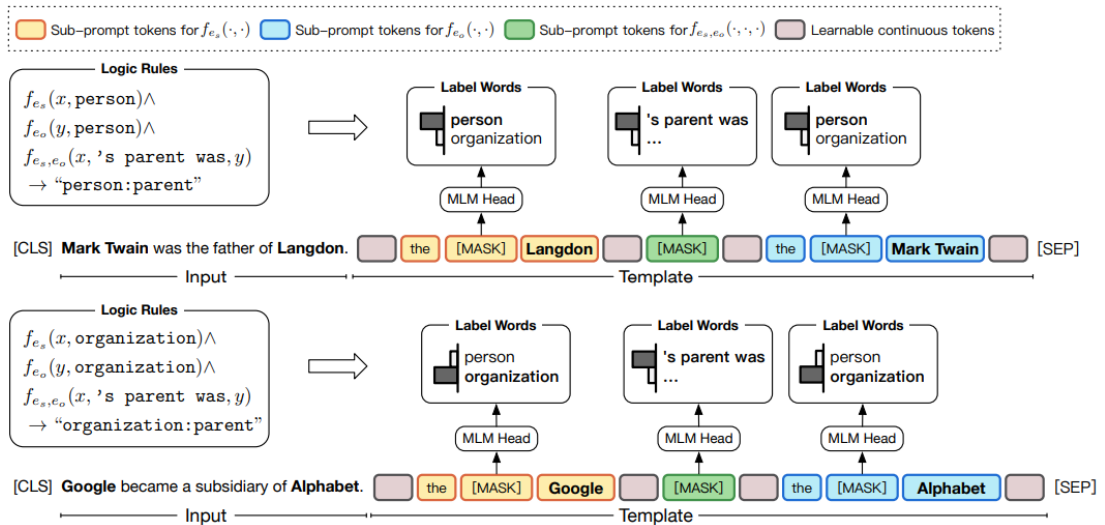 Sub-prompt tokens for f_{e_s}(·,·) Sub-prompt tokens for f_{e_o}(·,·) Sub-prompt tokens for f_{e_s,e_o}(·,·,·) Learnable continuous tokens
Logic Rules
f_{e_s}(x, person)∧
f_{e_o}(y, person)∧
f_{e_s,e_o}(x, 's parent was, y)
→ “person:parent”
Label Words Label Words Label Words
person 's parent was person
organization ... organization
MLM Head MLM Head MLM Head
[CLS] Mark Twain was the father of Langdon. the [MASK] Langdon [MASK] the [MASK] Mark Twain [SEP]
Input Template
Logic Rules
f_{e_s}(x, organization)∧
f_{e_o}(y, organization)∧
f_{e_s,e_o}(x, 's parent was, y)
→ “organization:parent”
Label Words Label Words Label Words
person 's parent was person
organization ... organization
MLM Head MLM Head MLM Head
[CLS] Google became a subsidiary of Alphabet. the [MASK] Google [MASK] the [MASK] Alphabet [SEP]
Input Template